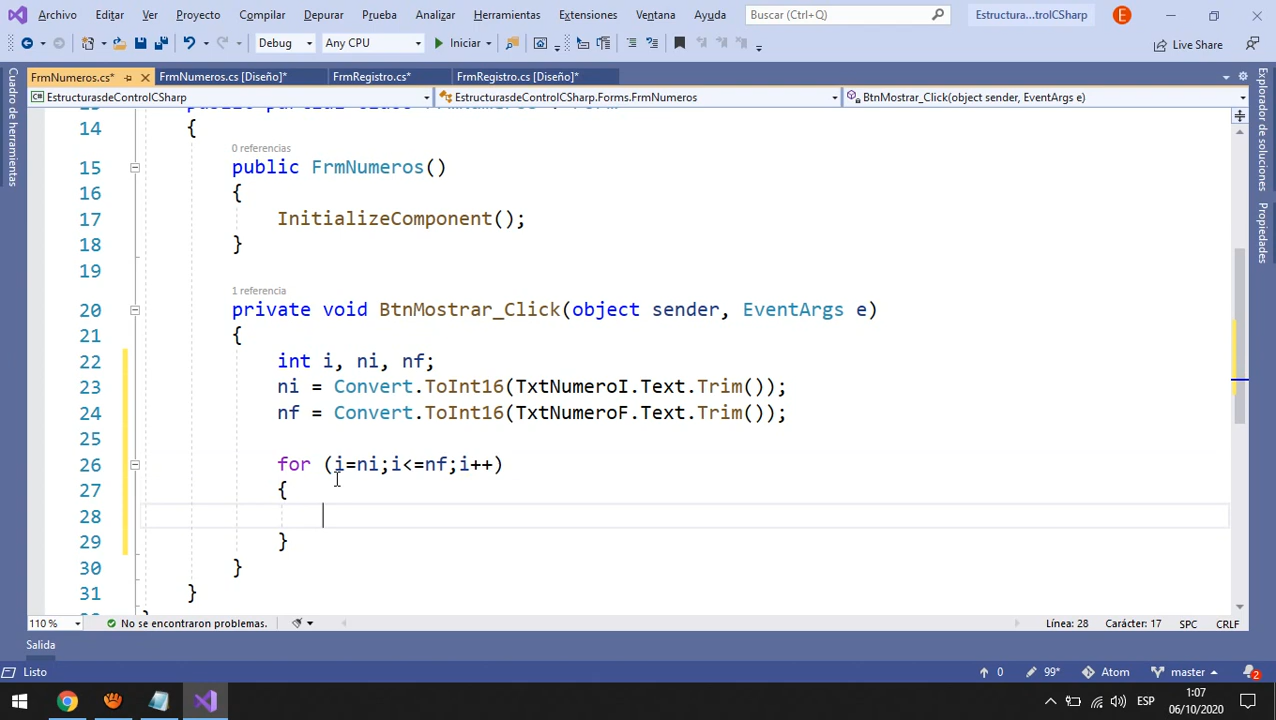 Archivo Editar Ver Proyecto Compilar Depurar Prueba Analizar Herramientas Extensiones Ventana Ayuda Buscar (Ctrl+Q) Estructura...trolCSharp E
Debug Any CPU Iniciar Live Share
FrmNumeros.cs* FrmNumeros.cs [Diseño]* FrmRegistro.cs* FrmRegistro.cs [Diseño]*
EstructurasdeControlCSharp EstructurasdeControlCSharp.Forms.FrmNumeros BtnMostrar_Click(object sender, EventArgs e)
Cuadro de herramientas
Explorador de soluciones
Propiedades
14 {
0 referencias
15 public FrmNumeros()
16 {
17 InitializeComponent();
18 }
19
1 referencia
20 private void BtnMostrar_Click(object sender, EventArgs e)
21 {
22 int i, ni, nf;
23 ni = Convert.ToInt16(TxtNumeroI.Text.Trim());
24 nf = Convert.ToInt16(TxtNumeroF.Text.Trim());
25
26 for (i=ni;i<=nf;i++)
27 {
28
29 }
30 }
31 }
110 % No se encontraron problemas. Línea: 28 Carácter: 17 SPC CRLF
Salida
Listo 0 99* Atom master 2
ESP 1:07
06/10/2020